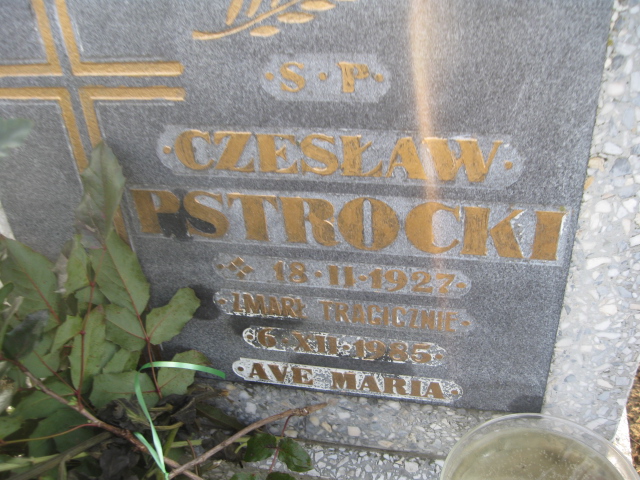 Ś.P.
CZESŁAW
PSTROCKI
18·II·1927·
ZMARŁ TRAGICZNIE
6·XII·1985
AVE MARIA